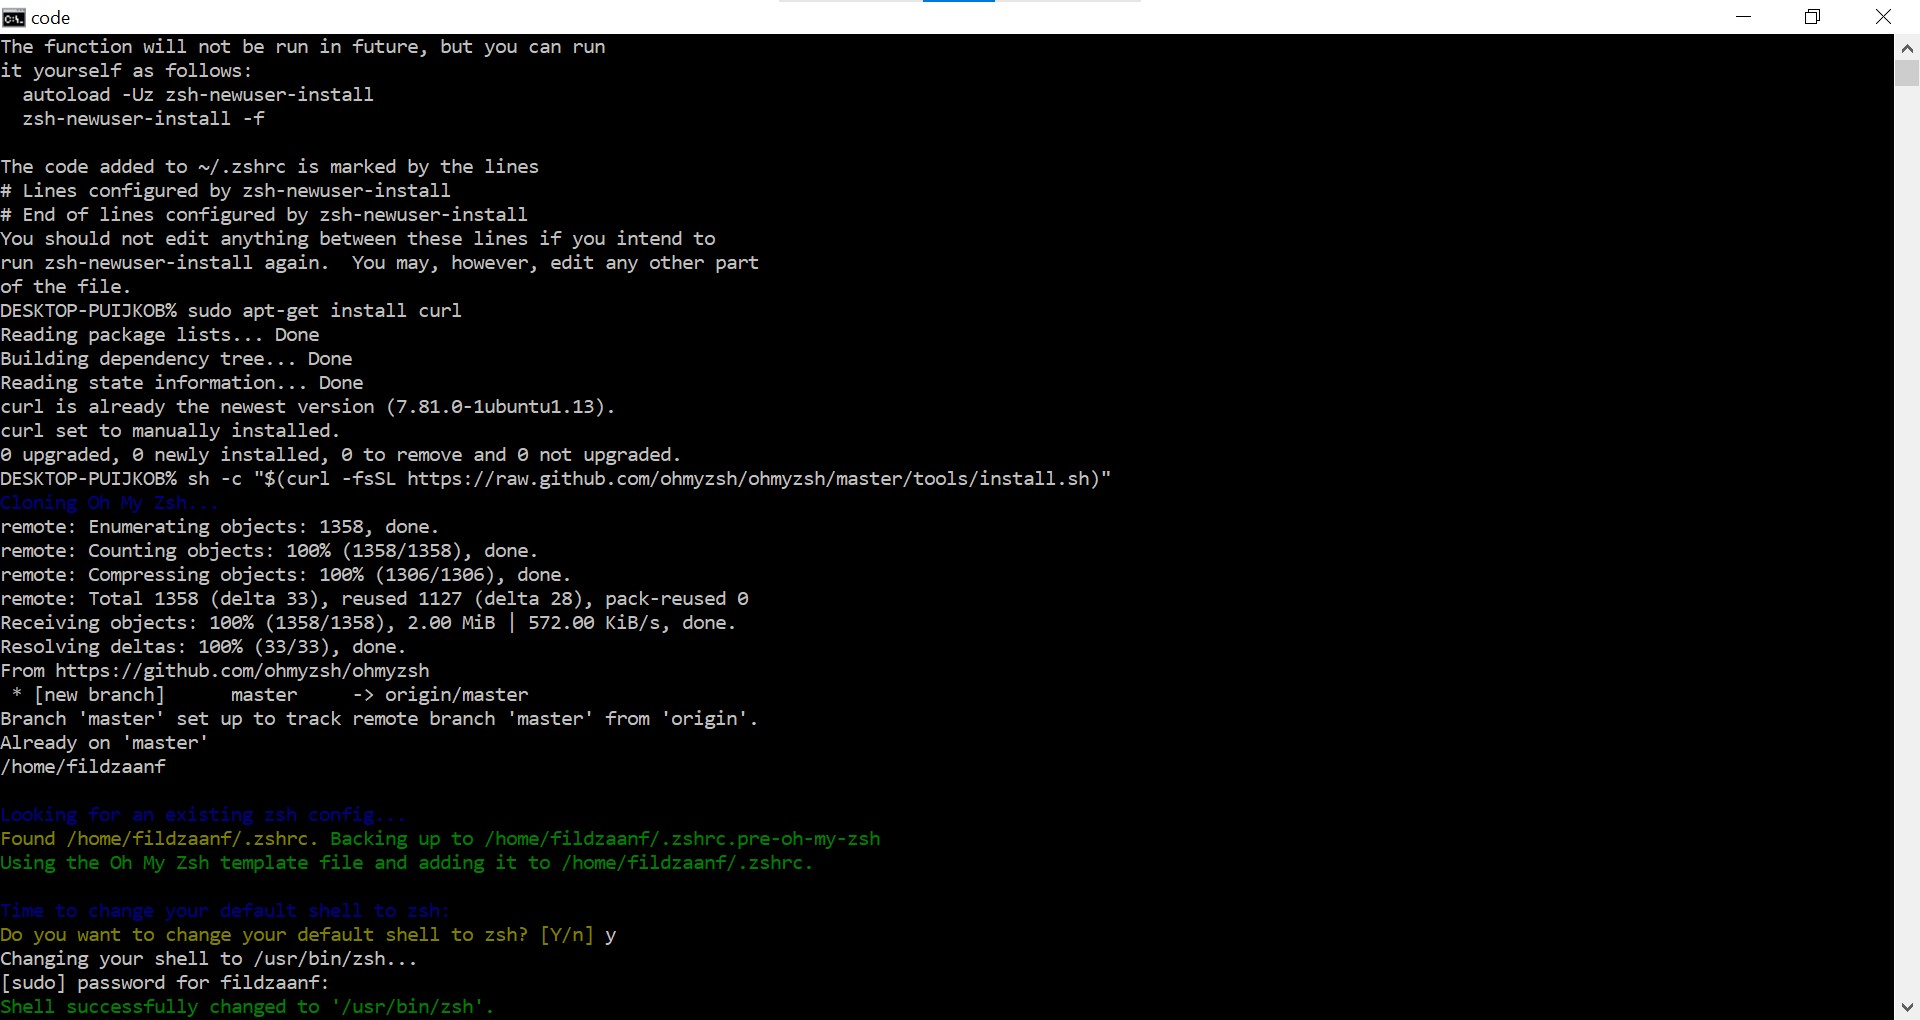 code
The function will not be run in future, but you can run
it yourself as follows:
  autoload -Uz zsh-newuser-install
  zsh-newuser-install -f

The code added to ~/.zshrc is marked by the lines
# Lines configured by zsh-newuser-install
# End of lines configured by zsh-newuser-install
You should not edit anything between these lines if you intend to
run zsh-newuser-install again.  You may, however, edit any other part
of the file.
DESKTOP-PUIJKOB% sudo apt-get install curl
Reading package lists... Done
Building dependency tree... Done
Reading state information... Done
curl is already the newest version (7.81.0-1ubuntu1.13).
curl set to manually installed.
0 upgraded, 0 newly installed, 0 to remove and 0 not upgraded.
DESKTOP-PUIJKOB% sh -c "$(curl -fsSL https://raw.github.com/ohmyzsh/ohmyzsh/master/tools/install.sh)"
Cloning Oh My Zsh...
remote: Enumerating objects: 1358, done.
remote: Counting objects: 100% (1358/1358), done.
remote: Compressing objects: 100% (1306/1306), done.
remote: Total 1358 (delta 33), reused 1127 (delta 28), pack-reused 0
Receiving objects: 100% (1358/1358), 2.00 MiB | 572.00 KiB/s, done.
Resolving deltas: 100% (33/33), done.
From https://github.com/ohmyzsh/ohmyzsh
 * [new branch]      master     -> origin/master
Branch 'master' set up to track remote branch 'master' from 'origin'.
Already on 'master'
/home/fildzaanf

Looking for an existing zsh config...
Found /home/fildzaanf/.zshrc. Backing up to /home/fildzaanf/.zshrc.pre-oh-my-zsh
Using the Oh My Zsh template file and adding it to /home/fildzaanf/.zshrc.

Time to change your default shell to zsh:
Do you want to change your default shell to zsh? [Y/n] y
Changing your shell to /usr/bin/zsh...
[sudo] password for fildzaanf:
Shell successfully changed to '/usr/bin/zsh'.